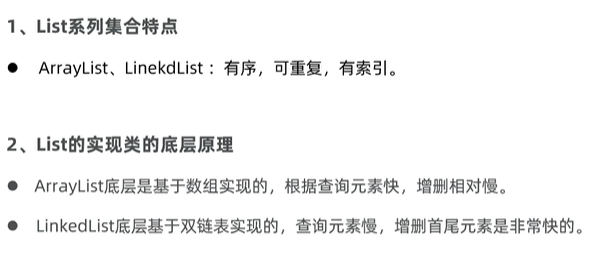 1、List系列集合特点
● ArrayList、LinekdList ：有序，可重复，有索引。
2、List的实现类的底层原理
● ArrayList底层是基于数组实现的，根据查询元素快，增删相对慢。
● LinkedList底层基于双链表实现的，查询元素慢，增删首尾元素是非常快的。